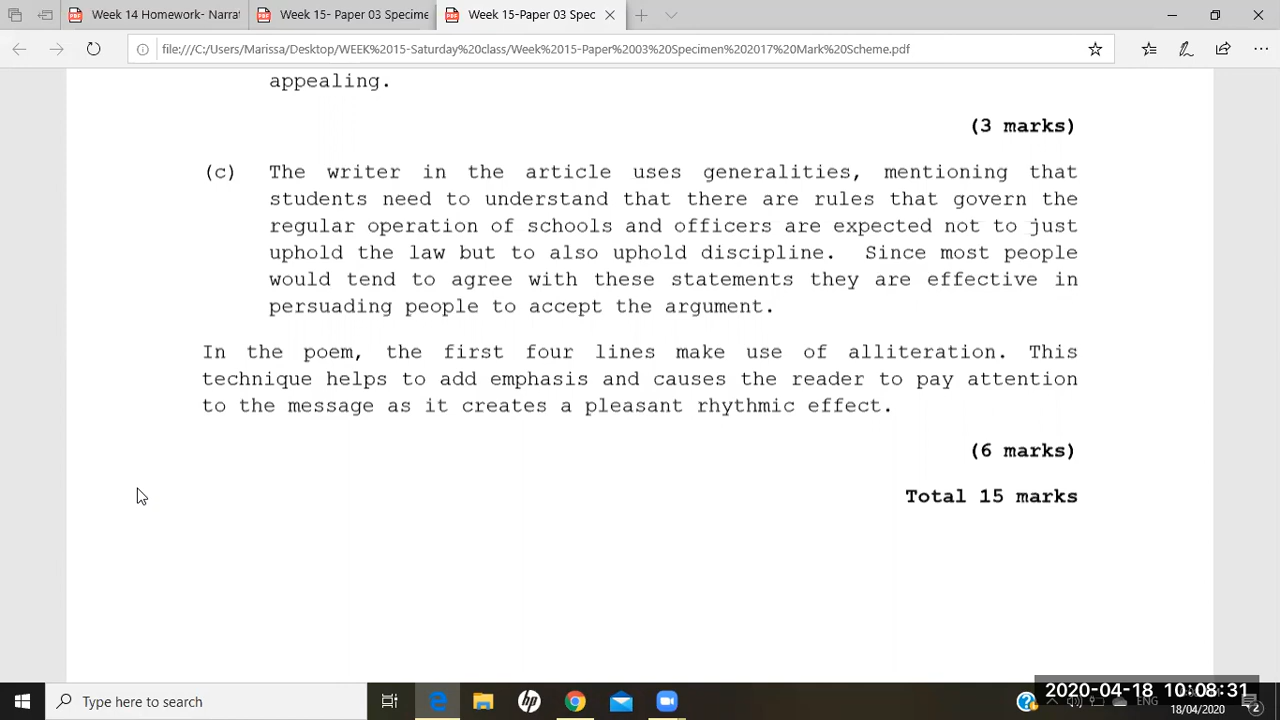 Week 14 Homework- Narrat
Week 15- Paper 03 Specime
Week 15-Paper 03 Spec
file:///C:/Users/Marissa/Desktop/WEEK%2015-Saturday%20class/Week%2015-Paper%2003%20Specimen%202017%20Mark%20Scheme.pdf
appealing.
(3 marks)
(c) The writer in the article uses generalities, mentioning that
students need to understand that there are rules that govern the
regular operation of schools and officers are expected not to just
uphold the law but to also uphold discipline. Since most people
would tend to agree with these statements they are effective in
persuading people to accept the argument.
In the poem, the first four lines make use of alliteration. This
technique helps to add emphasis and causes the reader to pay attention
to the message as it creates a pleasant rhythmic effect.
(6 marks)
Total 15 marks
Type here to search
2020-04-18 10:08:31
ENG
18/04/2020
2